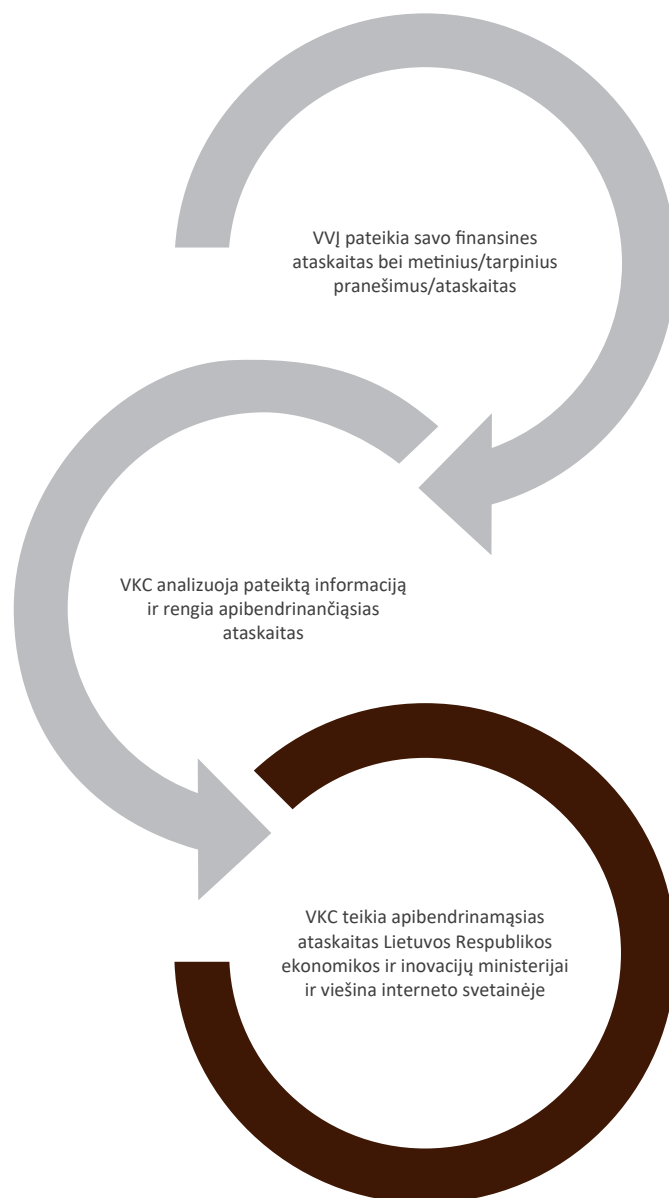 VVĮ pateikia savo finansines
ataskaitas bei metinius/tarpinius
pranešimus/ataskaitas
VKC analizuoja pateiktą informaciją
ir rengia apibendrinančiąsias
ataskaitas
VKC teikia apibendrinamąsias
ataskaitas Lietuvos Respublikos
ekonomikos ir inovacijų ministerijai
ir viešina interneto svetainėje